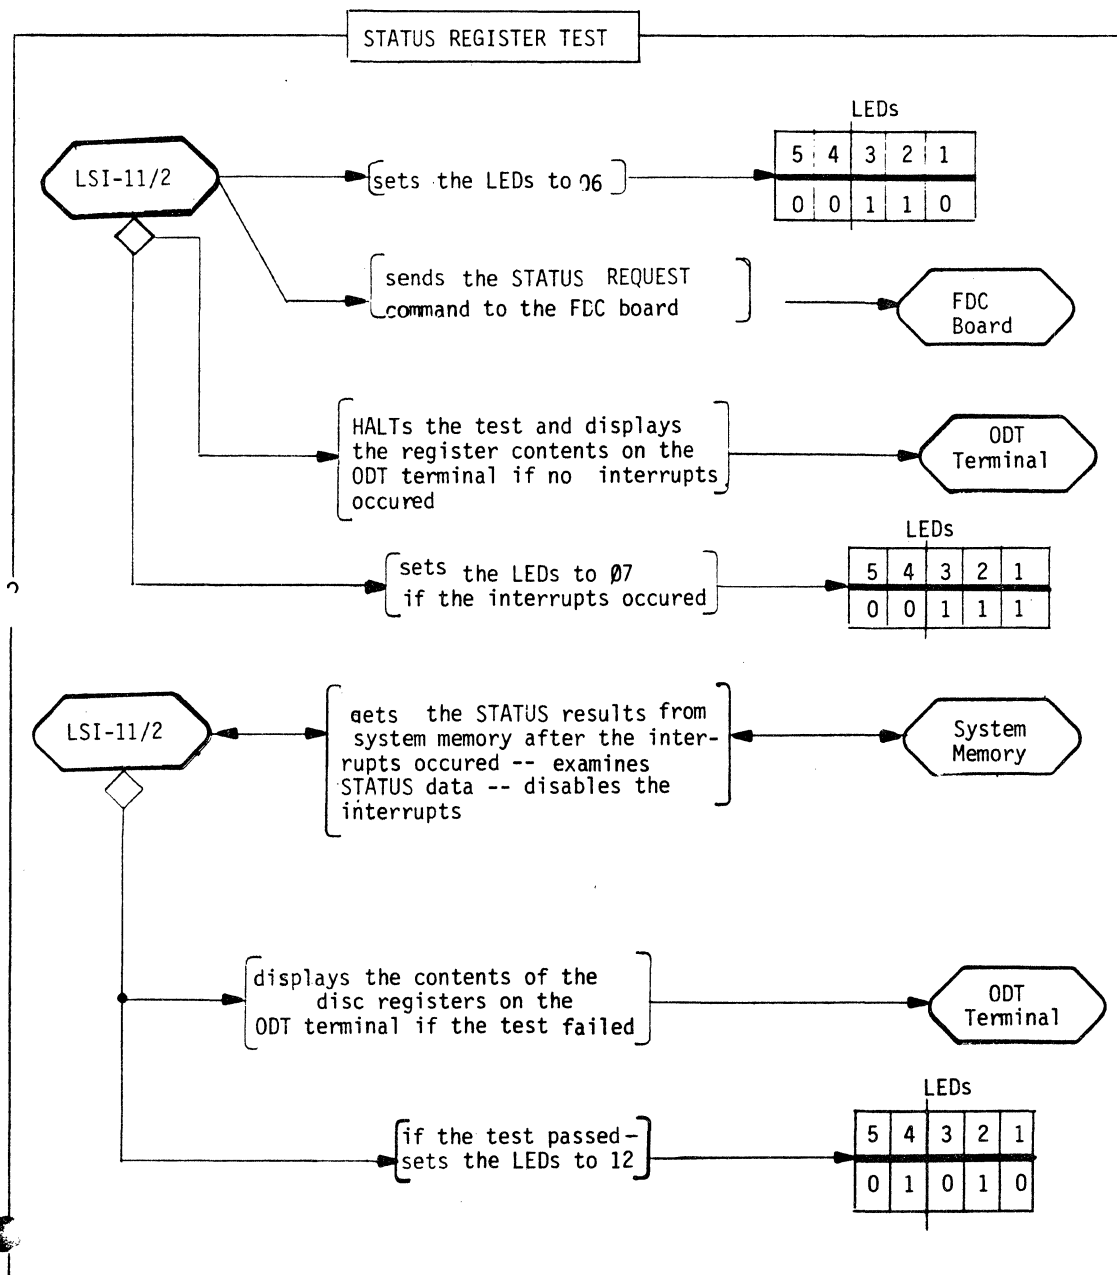 STATUS REGISTER TEST
LEDs
LSI-11/2
sets the LEDs to 06
5 4 3 2 1
0 0 1 1 0
sends the STATUS REQUEST
command to the FDC board
FDC
Board
HALTs the test and displays
the register contents on the
ODT terminal if no interrupts
occured
ODT
Terminal
LEDs
sets the LEDs to Ø7
if the interrupts occured
5 4 3 2 1
0 0 1 1 1
LSI-11/2
gets the STATUS results from
system memory after the inter-
rupts occured -- examines
STATUS data -- disables the
interrupts
System
Memory
displays the contents of the
disc registers on the
ODT terminal if the test failed
ODT
Terminal
LEDs
if the test passed-
sets the LEDs to 12
5 4 3 2 1
0 1 0 1 0